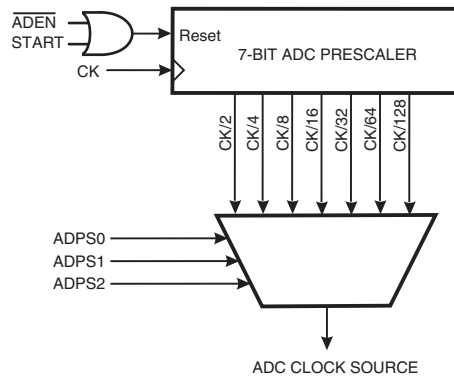 ADEN
START
Reset
7-BIT ADC PRESCALER
CK
CK/2
CK/4
CK/8
CK/16
CK/32
CK/64
CK/128
ADPS0
ADPS1
ADPS2
ADC CLOCK SOURCE